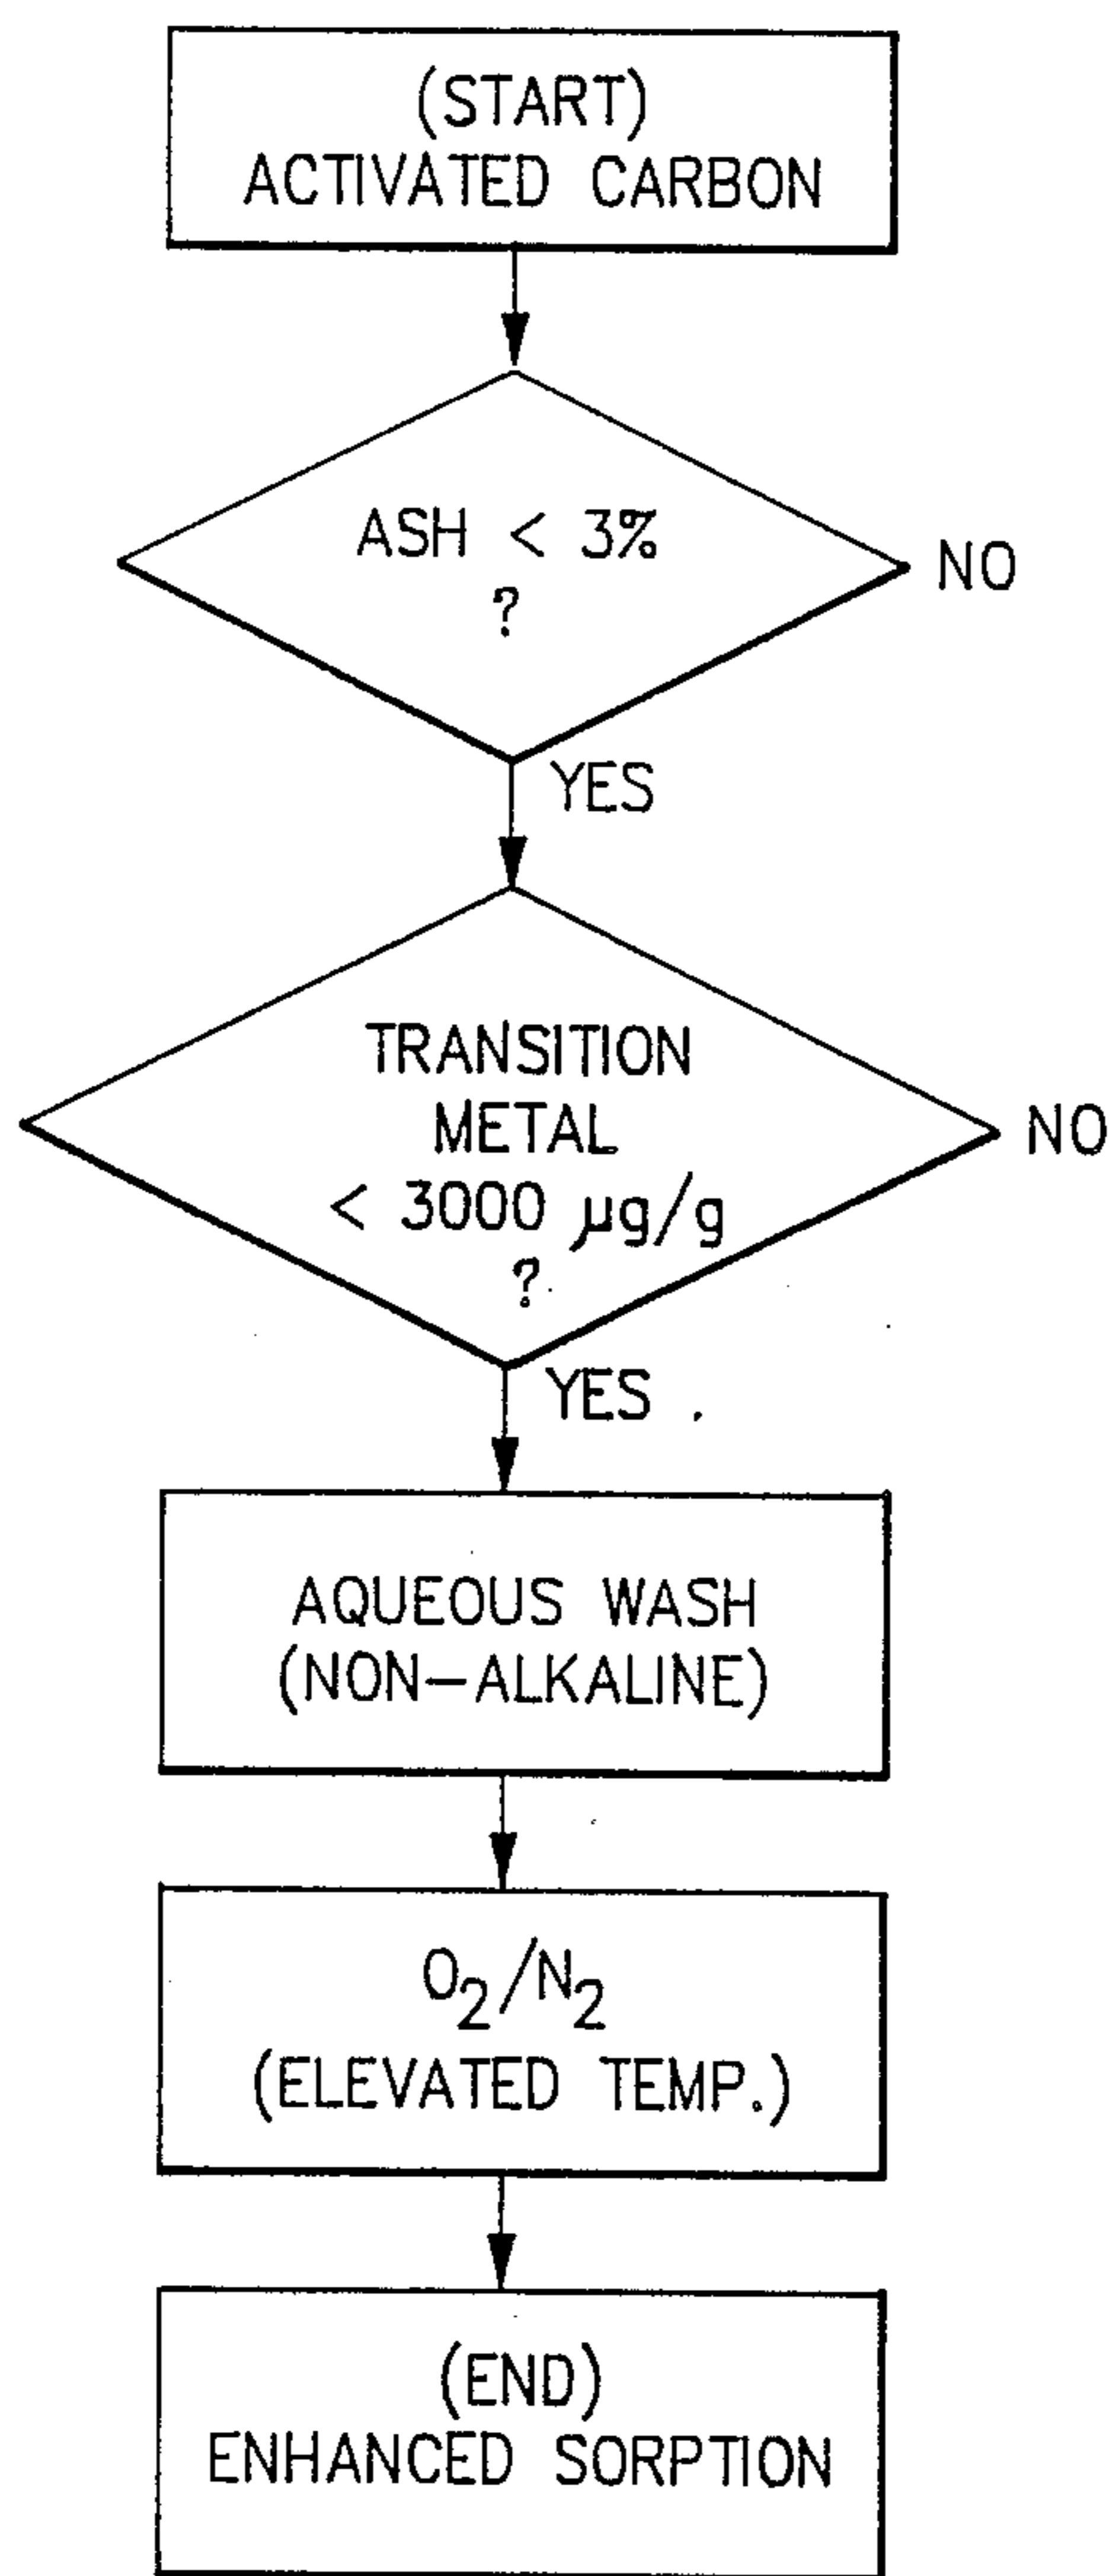 (START)
ACTIVATED CARBON
ASH < 3%
?
NO
YES
TRANSITION
METAL
< 3000 µg/g
?
NO
YES
AQUEOUS WASH
(NON-ALKALINE)
O₂/N₂
(ELEVATED TEMP.)
(END)
ENHANCED SORPTION